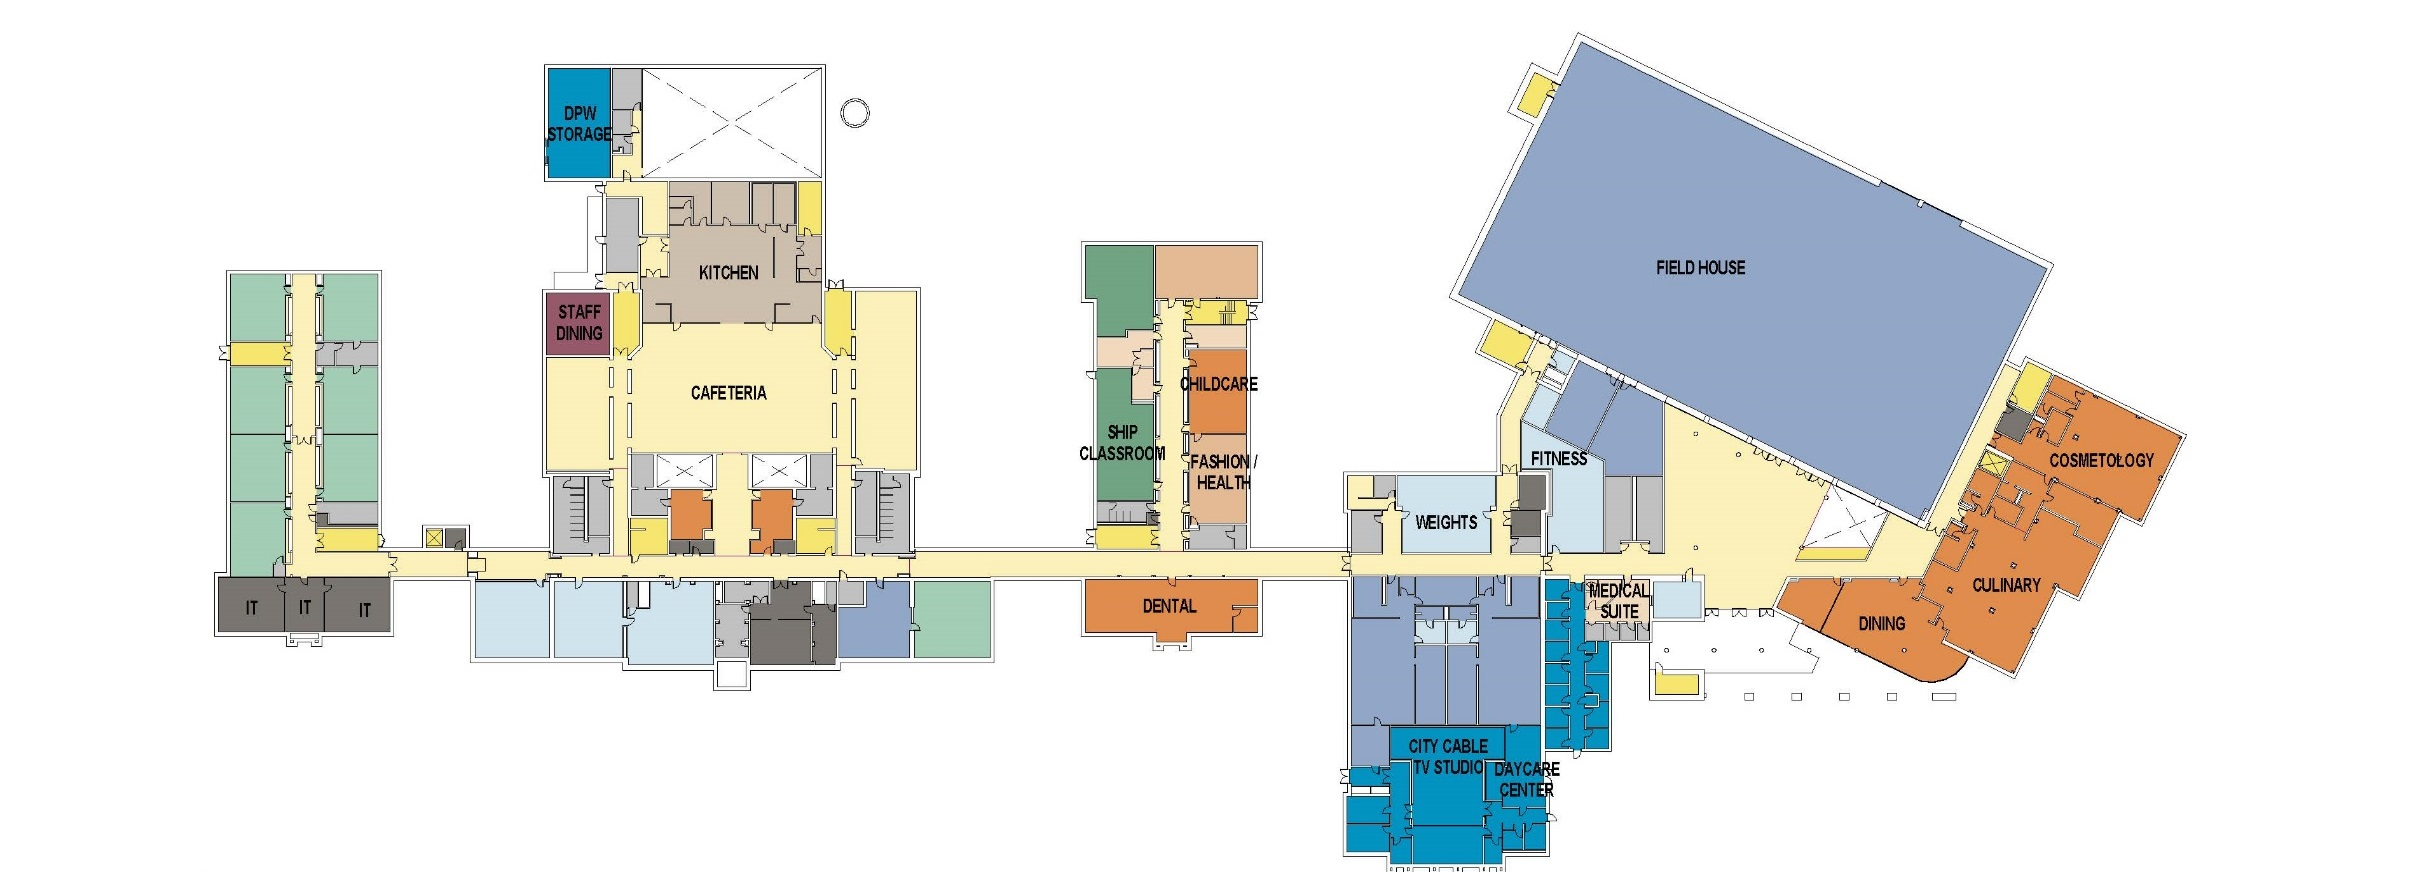 DPW
STORAGE
KITCHEN
STAFF
DINING
CAFETERIA
IT
IT
IT
CHILDCARE
SHIP
CLASSROOM
FASHION /
HEALTH
DENTAL
FIELD HOUSE
FITNESS
WEIGHTS
COSMETOLOGY
CULINARY
DINING
MEDICAL
SUITE
CITY CABLE
TV STUDIO
DAYCARE
CENTER